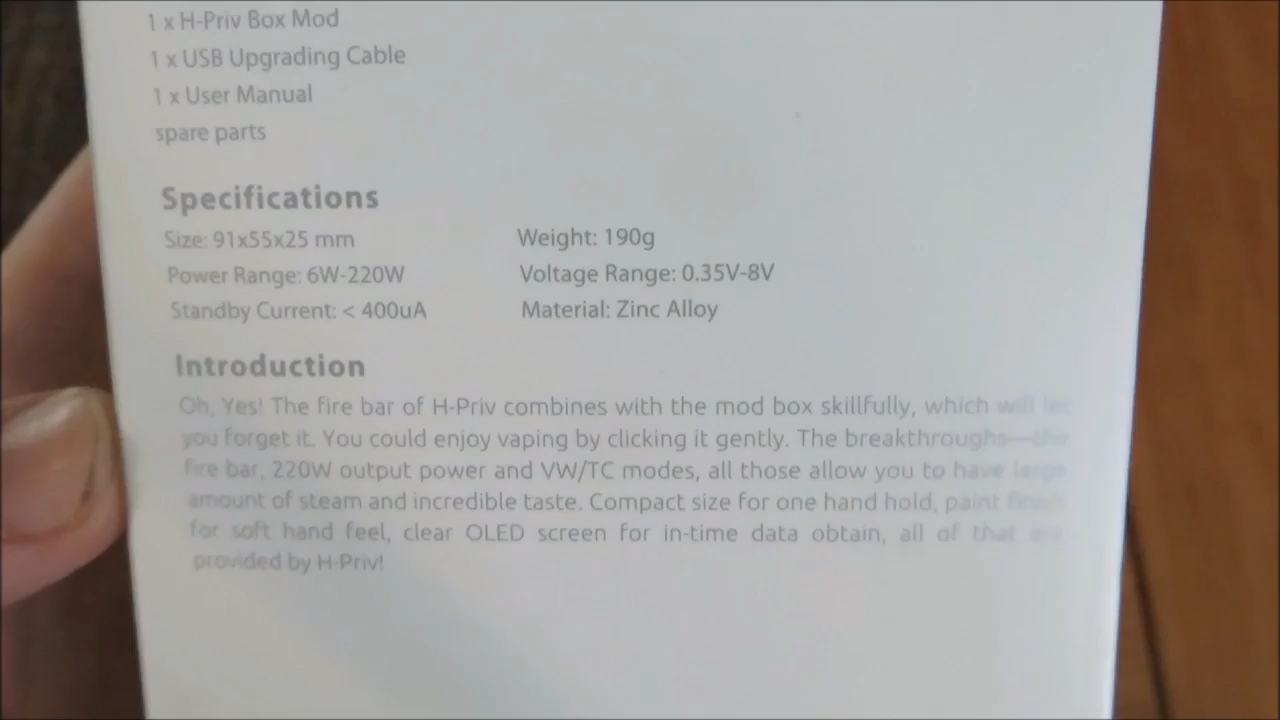 1 x H-Priv Box Mod
1 x USB Upgrading Cable
1 x User Manual
spare parts
Specifications
Size: 91x55x25 mm Weight: 190g
Power Range: 6W-220W Voltage Range: 0.35V-8V
Standby Current: < 400uA Material: Zinc Alloy
Introduction
Oh, Yes! The fire bar of H-Priv combines with the mod box skillfully, which will let
you forget it. You could enjoy vaping by clicking it gently. The breakthroughs—the
fire bar, 220W output power and VW/TC modes, all those allow you to have large
amount of steam and incredible taste. Compact size for one hand hold, paint finish
for soft hand feel, clear OLED screen for in-time data obtain, all of that are
provided by H-Priv!